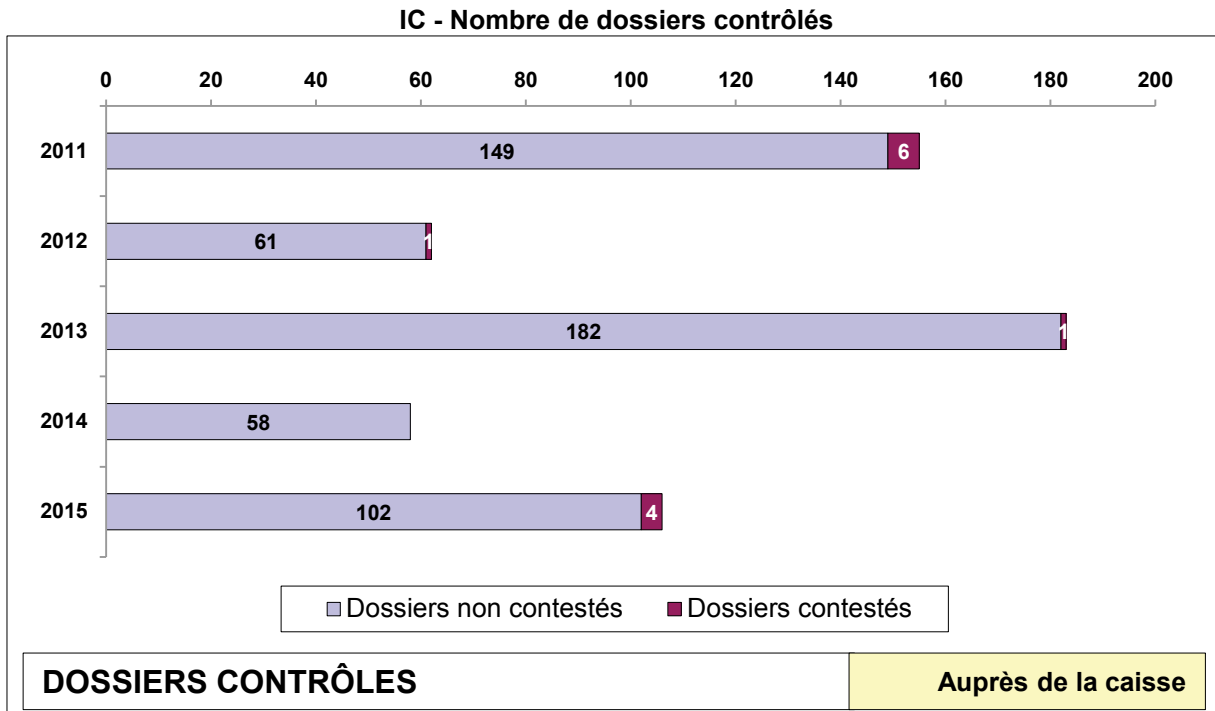 IC - Nombre de dossiers contrôlés
0 20 40 60 80 100 120 140 160 180 200
2011 149 6
2012 61 1
2013 182 1
2014 58
2015 102 4
Dossiers non contestés Dossiers contestés
DOSSIERS CONTRÔLES Auprès de la caisse